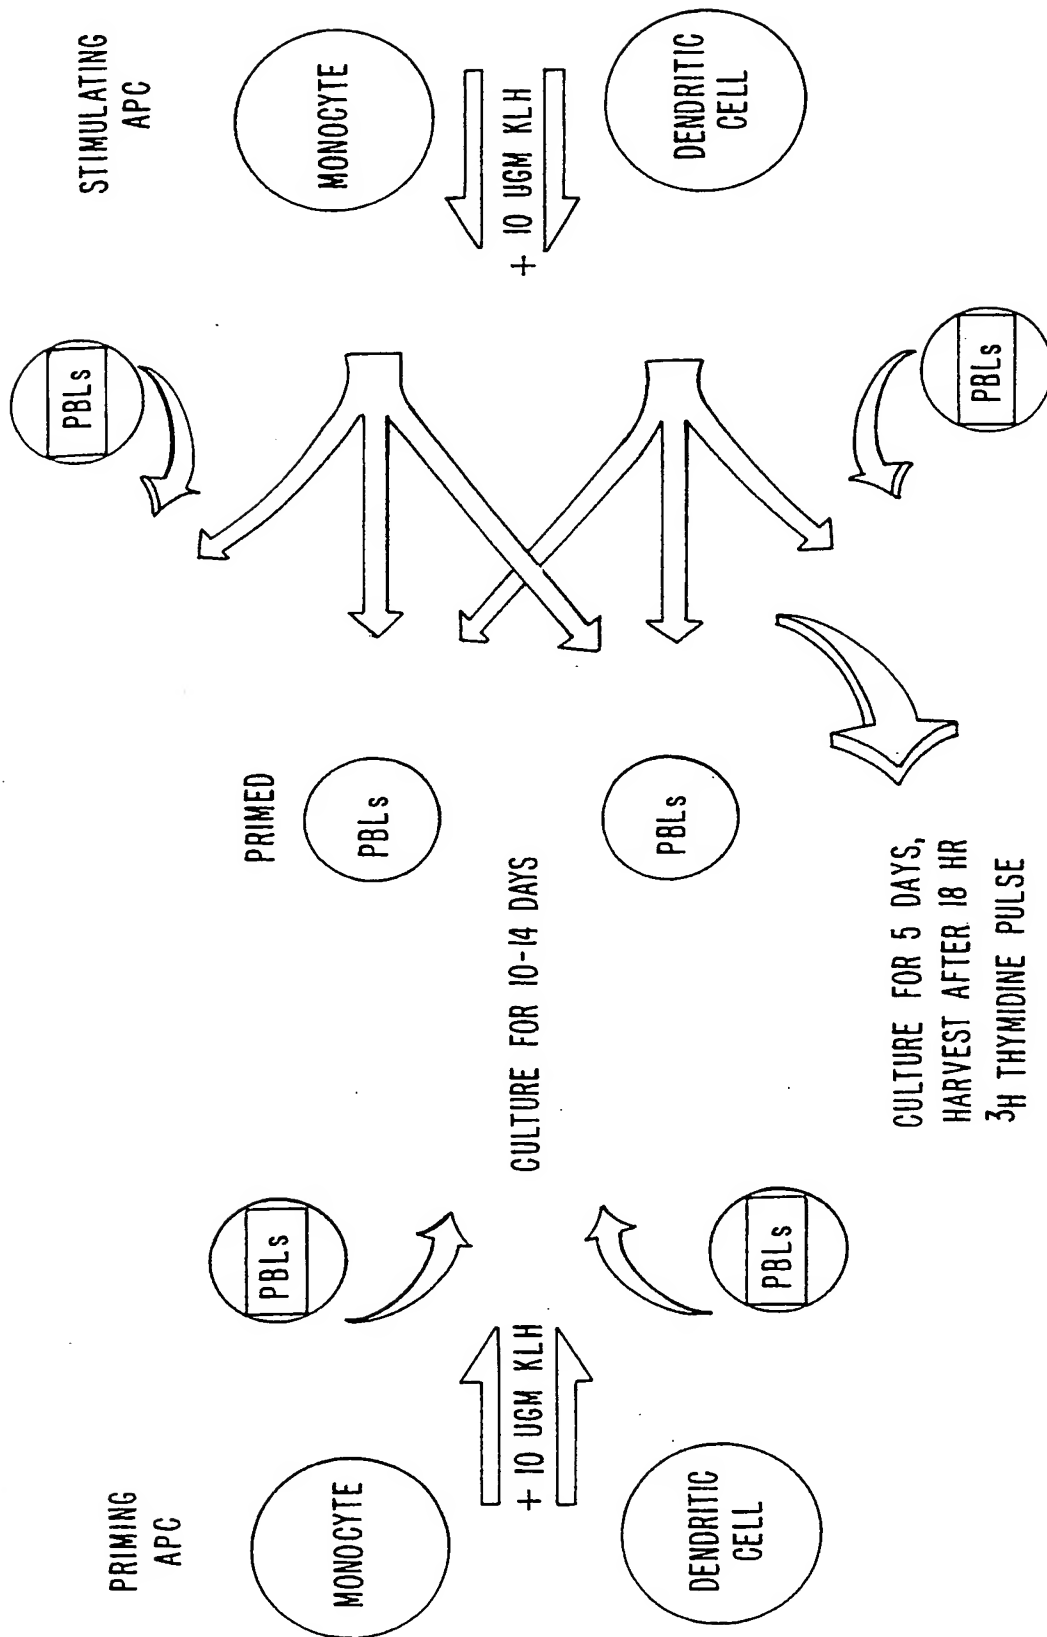 PRIMING
APC
MONOCYTE
DENDRITIC
CELL
+ 10 UGM KLH
PBLs
PBLs
CULTURE FOR 10-14 DAYS
PRIMED
PBLs
PBLs
CULTURE FOR 5 DAYS,
HARVEST AFTER 18 HR
³H THYMIDINE PULSE
PBLs
PBLs
+ 10 UGM KLH
STIMULATING
APC
MONOCYTE
DENDRITIC
CELL